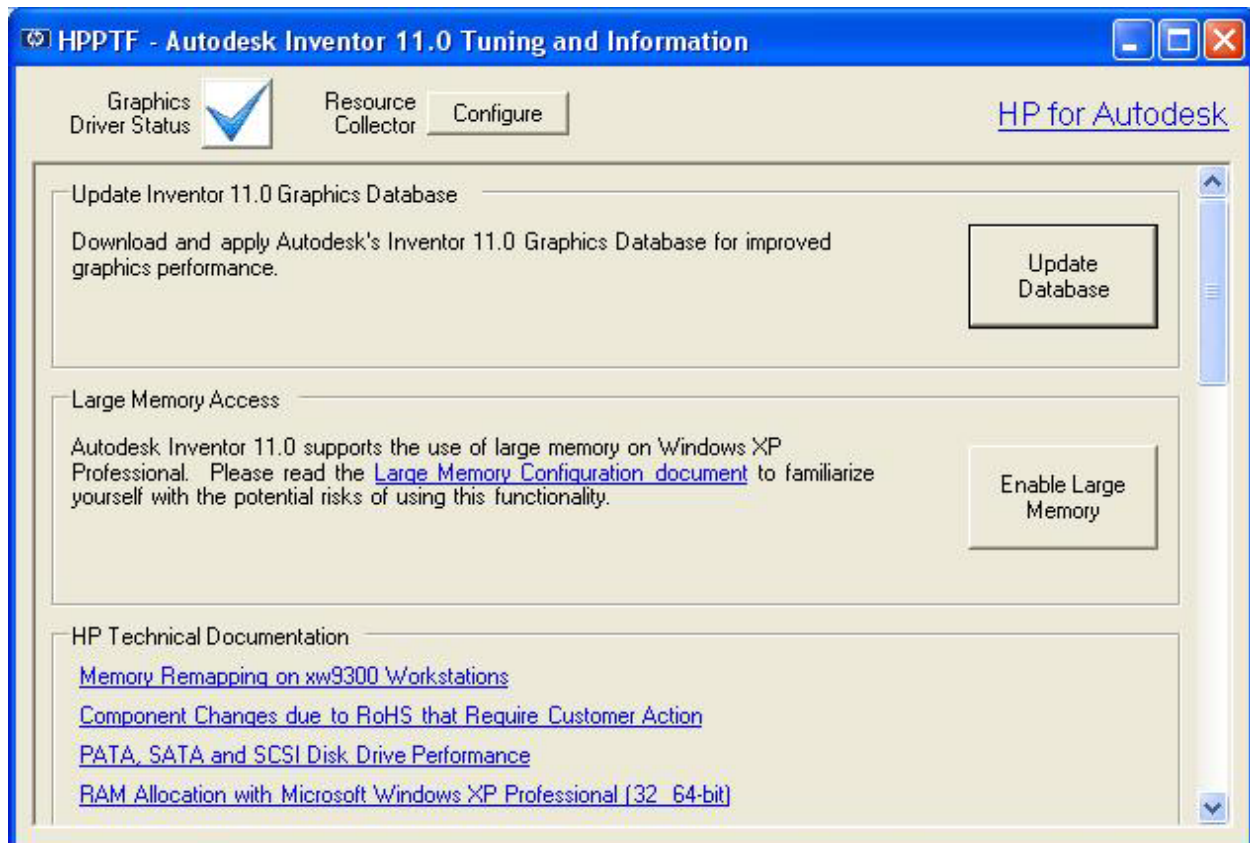 HPPTF - Autodesk Inventor 11.0 Tuning and Information
Graphics
Driver Status
Resource
Collector
Configure
HP for Autodesk
Update Inventor 11.0 Graphics Database
Download and apply Autodesk's Inventor 11.0 Graphics Database for improved
graphics performance.
Update
Database
Large Memory Access
Autodesk Inventor 11.0 supports the use of large memory on Windows XP
Professional. Please read the Large Memory Configuration document to familiarize
yourself with the potential risks of using this functionality.
Enable Large
Memory
HP Technical Documentation
Memory Remapping on xw9300 Workstations
Component Changes due to RoHS that Require Customer Action
PATA, SATA and SCSI Disk Drive Performance
RAM Allocation with Microsoft Windows XP Professional (32_64-bit)